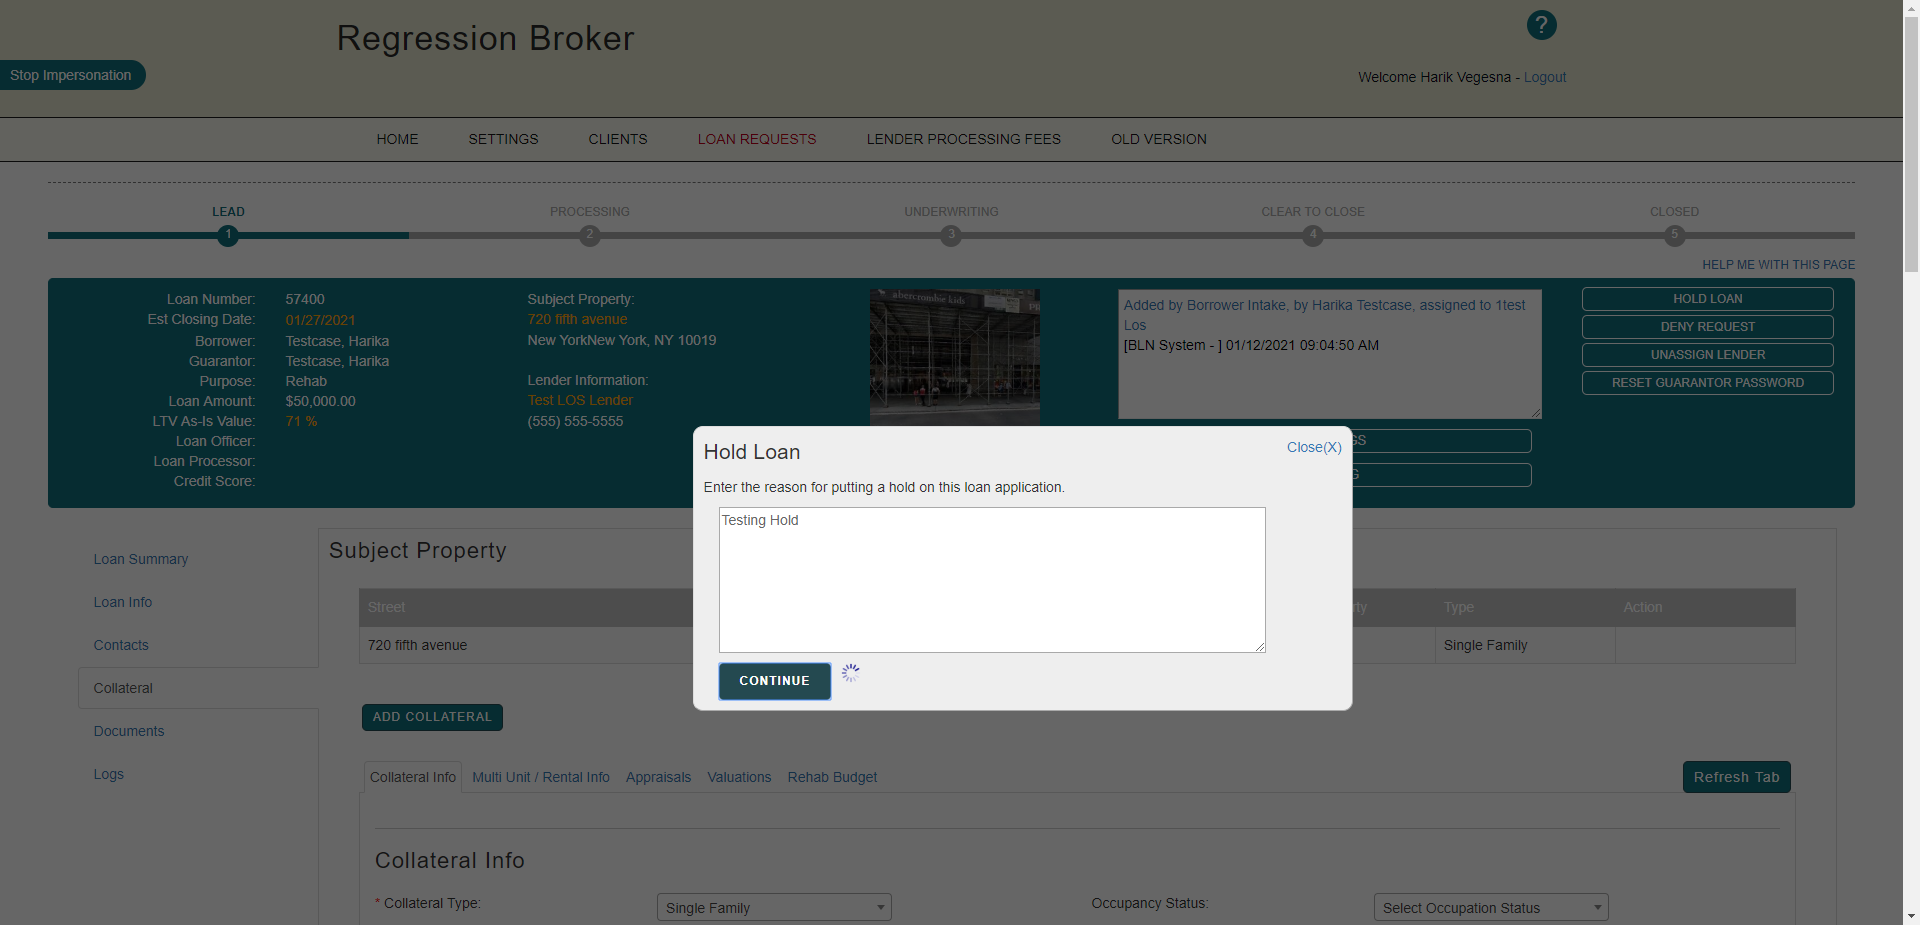 Regression Broker
?
Stop Impersonation
Welcome Harik Vegesna - Logout
HOME SETTINGS CLIENTS LOAN REQUESTS LENDER PROCESSING FEES OLD VERSION
LEAD PROCESSING UNDERWRITING CLEAR TO CLOSE CLOSED
1 2 3 4 5
HELP ME WITH THIS PAGE
Loan Number: 57400
Est Closing Date: 01/27/2021
Borrower: Testcase, Harika
Guarantor: Testcase, Harika
Purpose: Rehab
Loan Amount: $50,000.00
LTV As-Is Value: 71 %
Loan Officer:
Loan Processor:
Credit Score:
Subject Property:
720 fifth avenue
New YorkNew York, NY 10019
Lender Information:
Test LOS Lender
(555) 555-5555
abercrombie kids
Added by Borrower Intake, by Harika Testcase, assigned to 1test
Los
[BLN System - ] 01/12/2021 09:04:50 AM
HOLD LOAN
DENY REQUEST
UNASSIGN LENDER
RESET GUARANTOR PASSWORD
GS
G
Hold Loan
Close(X)
Enter the reason for putting a hold on this loan application.
Testing Hold
CONTINUE
Loan Summary
Loan Info
Contacts
Collateral
Documents
Logs
Subject Property
Street rty Type Action
720 fifth avenue Single Family
ADD COLLATERAL
Collateral Info Multi Unit / Rental Info Appraisals Valuations Rehab Budget
Refresh Tab
Collateral Info
* Collateral Type: Single Family Occupancy Status: Select Occupation Status